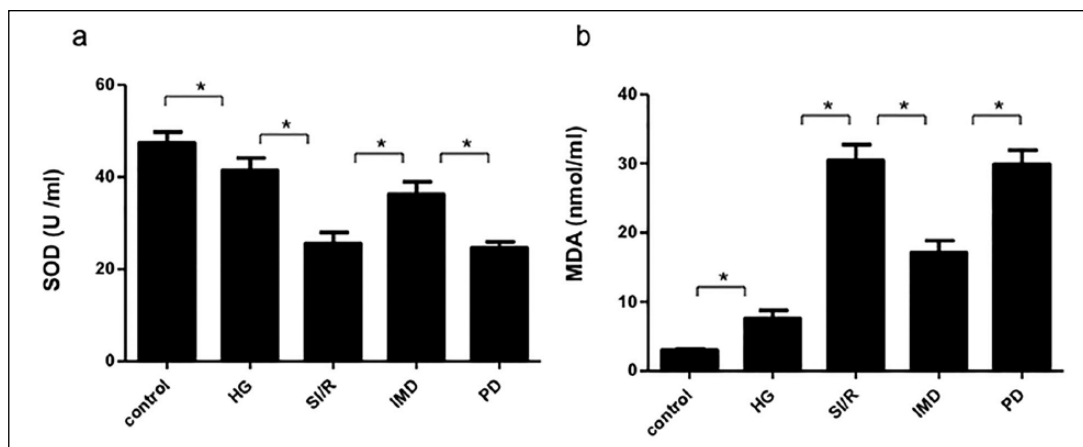 a
SOD (U /ml)
60
40
20
0
* * * *
control HG SI/R IMD PD
b
MDA (nmol/ml)
40
30
20
10
0
* * * *
control HG SI/R IMD PD